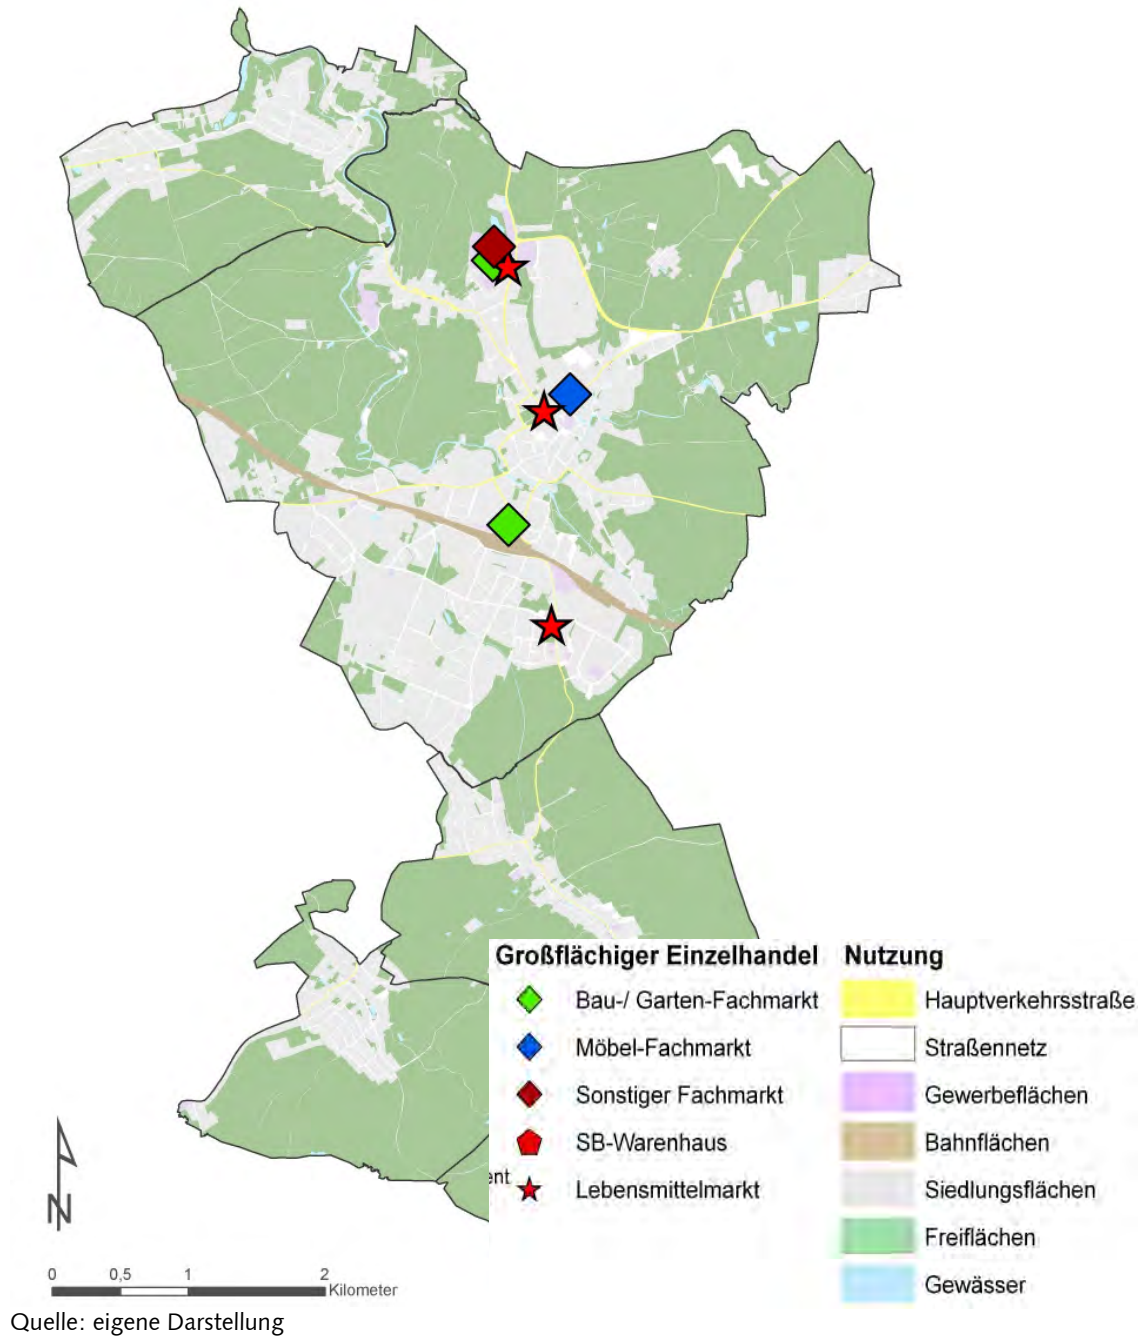 Großflächiger Einzelhandel
Bau-/ Garten-Fachmarkt
Möbel-Fachmarkt
Sonstiger Fachmarkt
SB-Warenhaus
ent
Lebensmittelmarkt
Nutzung
Hauptverkehrsstraße
Straßennetz
Gewerbeflächen
Bahnflächen
Siedlungsflächen
Freiflächen
Gewässer
N
0 0,5 1 2
Kilometer
Quelle: eigene Darstellung